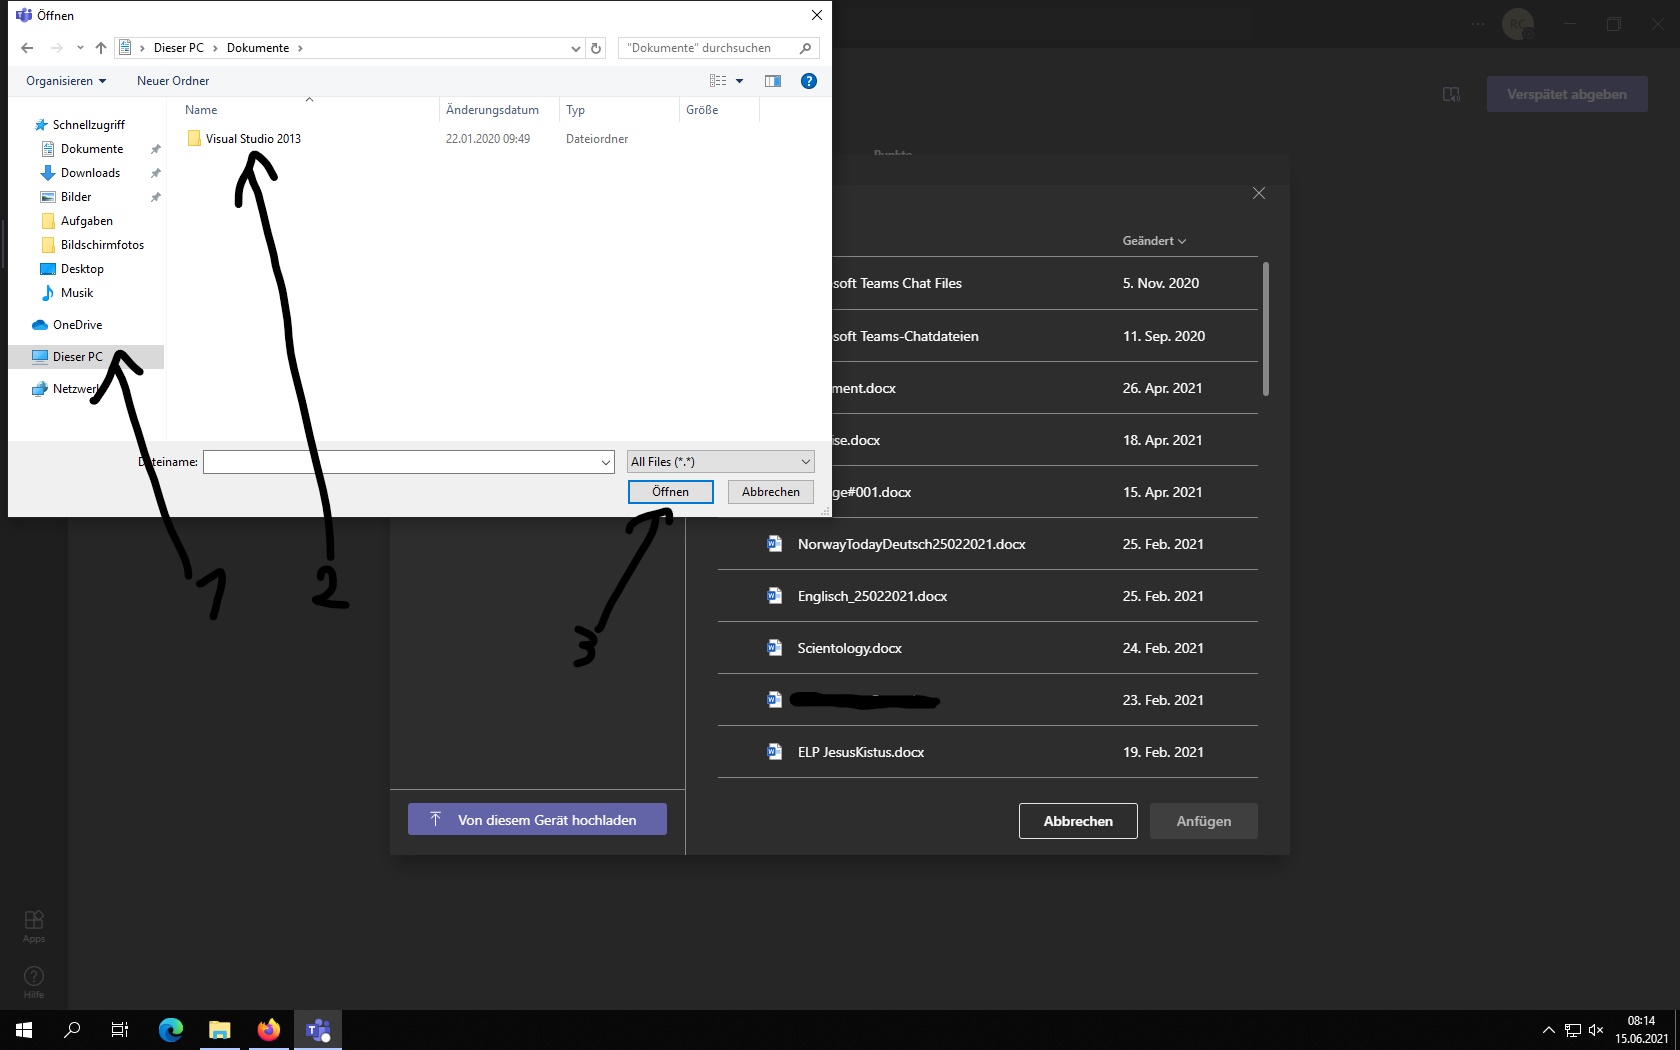 Öffnen
Dieser PC
Dokumente
"Dokumente" durchsuchen
Organisieren
Neuer Ordner
Name
Änderungsdatum
Typ
Größe
Visual Studio 2013
22.01.2020 09:49
Dateiordner
Schnellzugriff
Dokumente
Downloads
Bilder
Aufgaben
Bildschirmfotos
Desktop
Musik
OneDrive
Dieser PC
Netzwerk
Dateiname:
All Files (*.*)
Öffnen
Abbrechen
1
2
3
RC
Verspätet abgeben
Punkte
Geändert
soft Teams Chat Files 5. Nov. 2020
soft Teams-Chatdateien 11. Sep. 2020
ment.docx 26. Apr. 2021
ise.docx 18. Apr. 2021
ge#001.docx 15. Apr. 2021
NorwayTodayDeutsch25022021.docx 25. Feb. 2021
Englisch_25022021.docx 25. Feb. 2021
Scientology.docx 24. Feb. 2021
23. Feb. 2021
ELP JesusKistus.docx 19. Feb. 2021
Von diesem Gerät hochladen
Abbrechen
Anfügen
Apps
Hilfe
08:14
15.06.2021